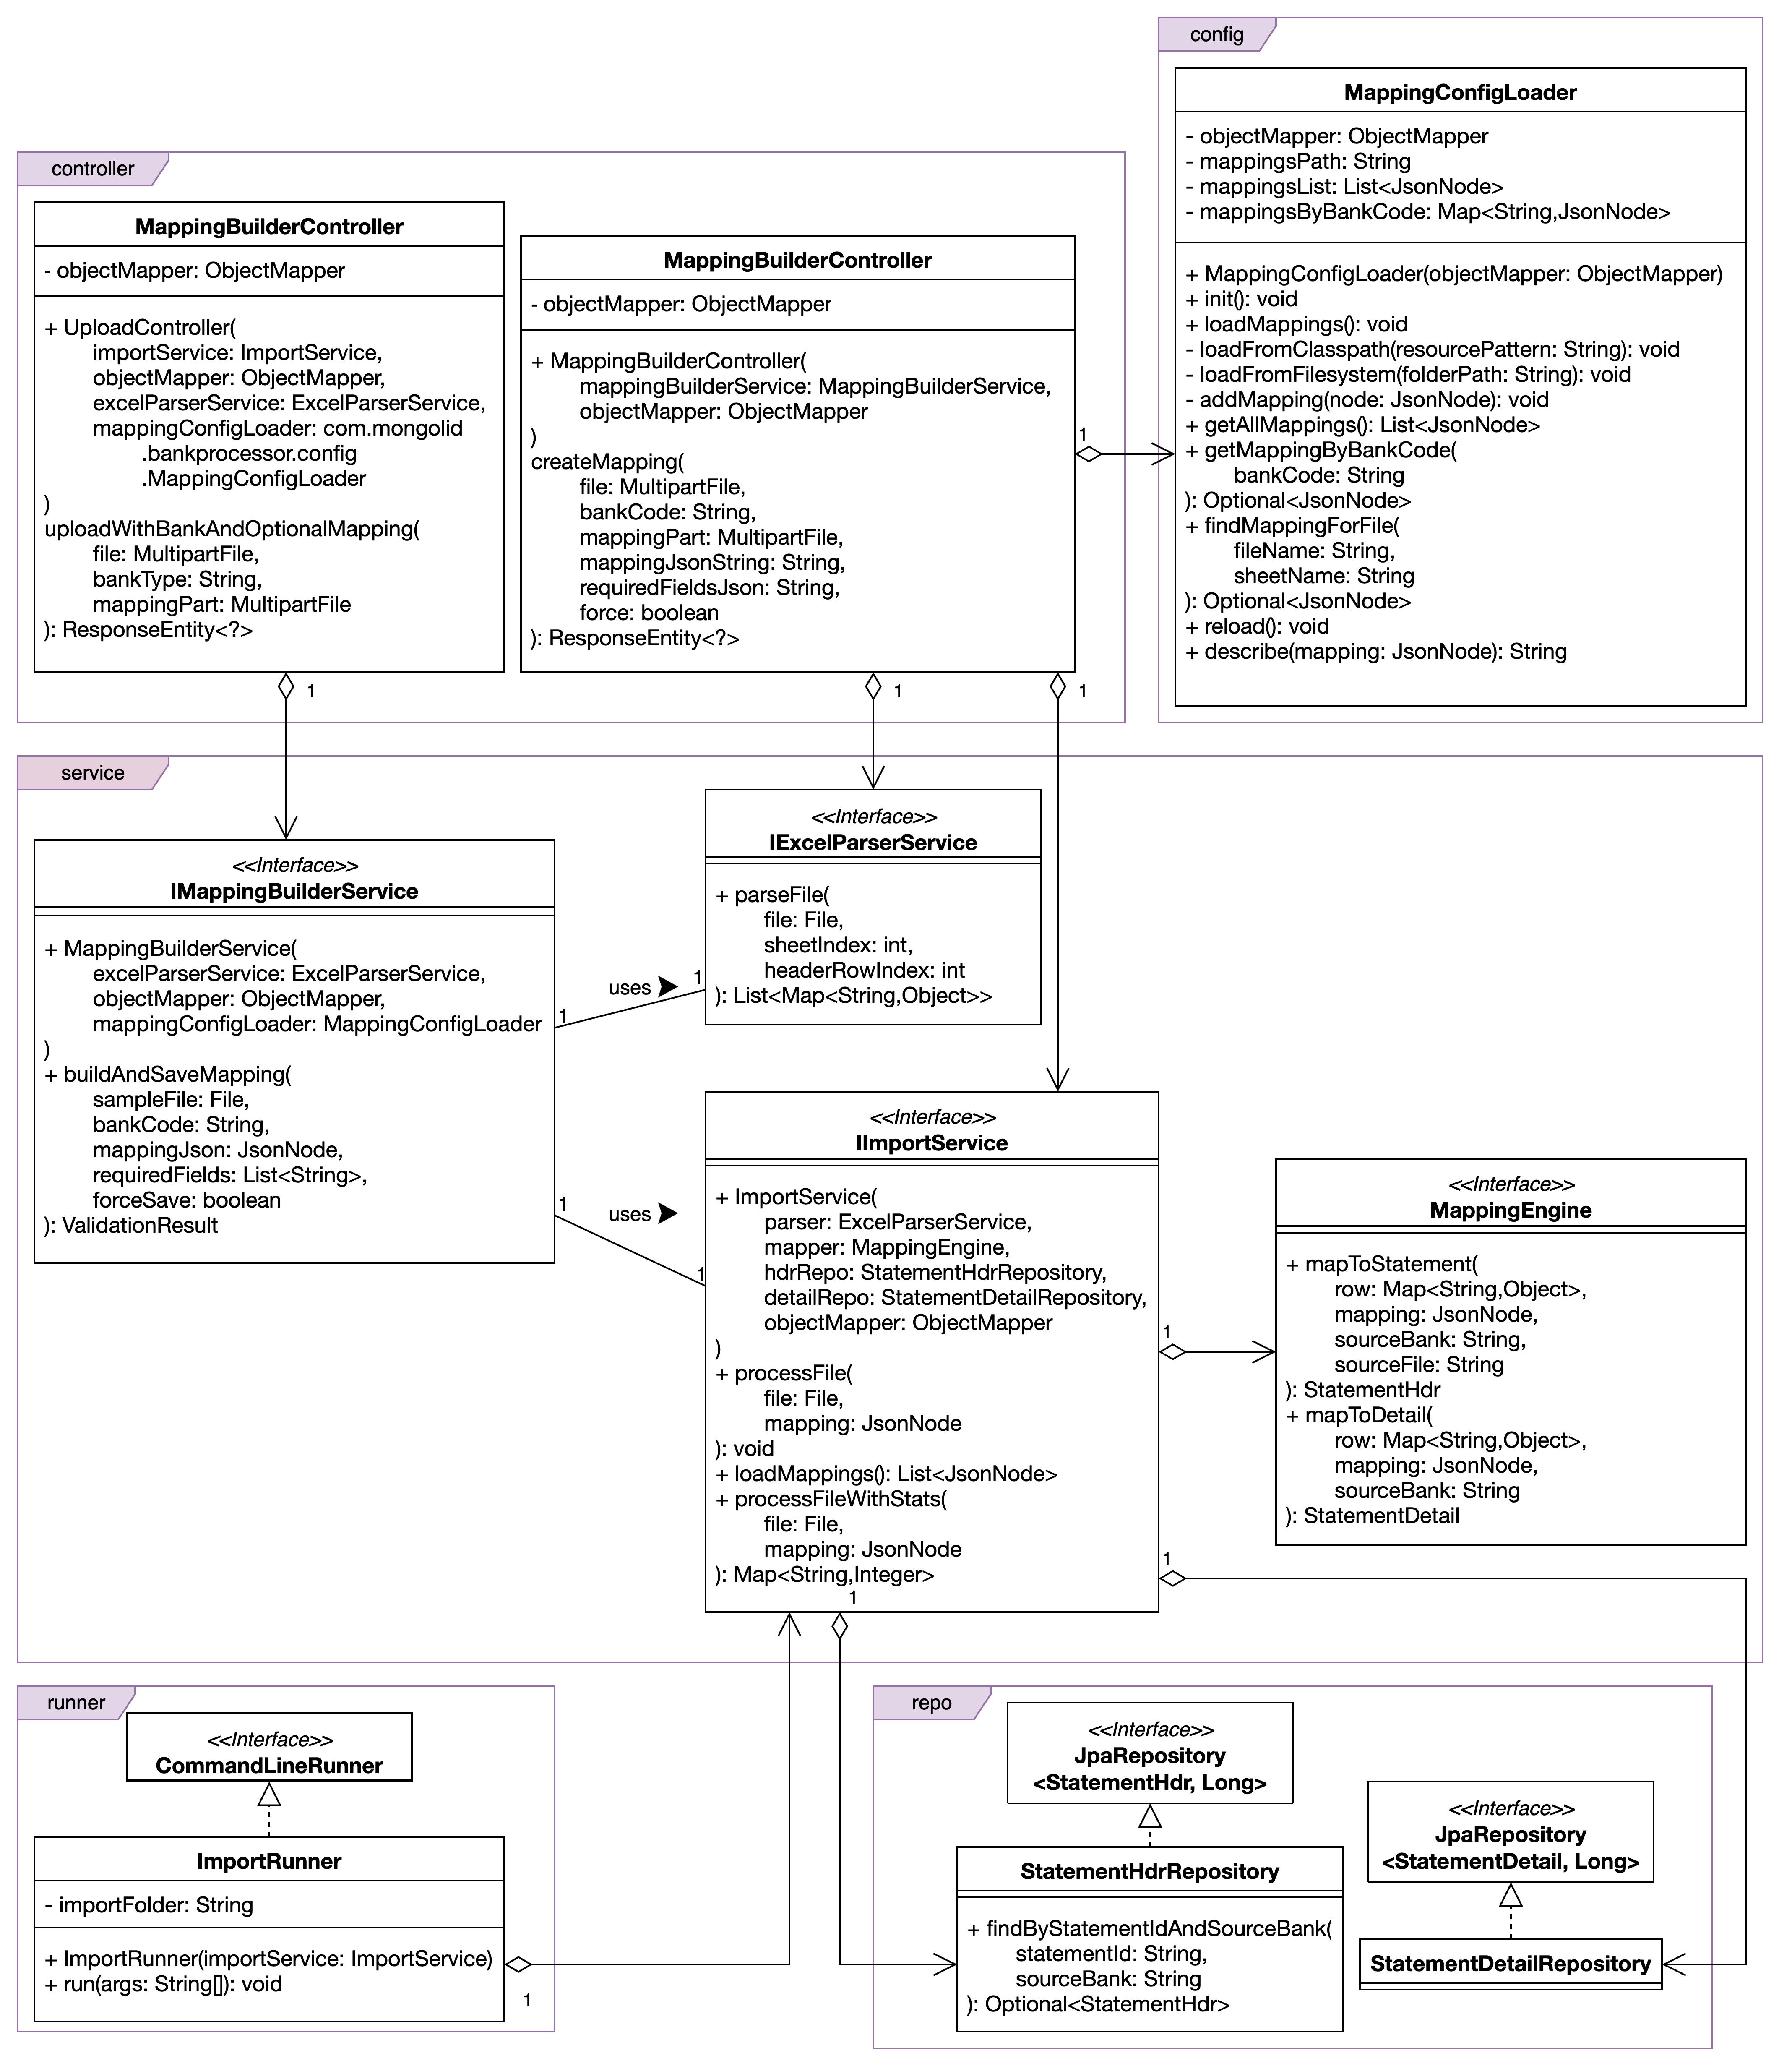 config
MappingConfigLoader
- objectMapper: ObjectMapper
- mappingsPath: String
- mappingsList: List<JsonNode>
- mappingsByBankCode: Map<String,JsonNode>
+ MappingConfigLoader(objectMapper: ObjectMapper)
+ init(): void
+ loadMappings(): void
- loadFromClasspath(resourcePattern: String): void
- loadFromFilesystem(folderPath: String): void
- addMapping(node: JsonNode): void
+ getAllMappings(): List<JsonNode>
+ getMappingByBankCode(
bankCode: String
): Optional<JsonNode>
+ findMappingForFile(
fileName: String,
sheetName: String
): Optional<JsonNode>
+ reload(): void
+ describe(mapping: JsonNode): String
controller
MappingBuilderController
- objectMapper: ObjectMapper
+ UploadController(
importService: ImportService,
objectMapper: ObjectMapper,
excelParserService: ExcelParserService,
mappingConfigLoader: com.mongolid
.bankprocessor.config
.MappingConfigLoader
)
uploadWithBankAndOptionalMapping(
file: MultipartFile,
bankType: String,
mappingPart: MultipartFile
): ResponseEntity<?>
1
MappingBuilderController
- objectMapper: ObjectMapper
+ MappingBuilderController(
mappingBuilderService: MappingBuilderService,
objectMapper: ObjectMapper
)
createMapping(
file: MultipartFile,
bankCode: String,
mappingPart: MultipartFile,
mappingJsonString: String,
requiredFieldsJson: String,
force: boolean
): ResponseEntity<?>
1
1
1
service
<<Interface>>
IMappingBuilderService
+ MappingBuilderService(
excelParserService: ExcelParserService,
objectMapper: ObjectMapper,
mappingConfigLoader: MappingConfigLoader
)
+ buildAndSaveMapping(
sampleFile: File,
bankCode: String,
mappingJson: JsonNode,
requiredFields: List<String>,
forceSave: boolean
): ValidationResult
1
uses
1
1
uses
1
<<Interface>>
IExcelParserService
+ parseFile(
file: File,
sheetIndex: int,
headerRowIndex: int
): List<Map<String,Object>>
<<Interface>>
IImportService
+ ImportService(
parser: ExcelParserService,
mapper: MappingEngine,
hdrRepo: StatementHdrRepository,
detailRepo: StatementDetailRepository,
objectMapper: ObjectMapper
)
+ processFile(
file: File,
mapping: JsonNode
): void
+ loadMappings(): List<JsonNode>
+ processFileWithStats(
file: File,
mapping: JsonNode
): Map<String,Integer>
1
1
1
<<Interface>>
MappingEngine
+ mapToStatement(
row: Map<String,Object>,
mapping: JsonNode,
sourceBank: String,
sourceFile: String
): StatementHdr
+ mapToDetail(
row: Map<String,Object>,
mapping: JsonNode,
sourceBank: String
): StatementDetail
runner
<<Interface>>
CommandLineRunner
ImportRunner
- importFolder: String
+ ImportRunner(importService: ImportService)
+ run(args: String[]): void
1
repo
<<Interface>>
JpaRepository
<StatementHdr, Long>
StatementHdrRepository
+ findByStatementIdAndSourceBank(
statementId: String,
sourceBank: String
): Optional<StatementHdr>
<<Interface>>
JpaRepository
<StatementDetail, Long>
StatementDetailRepository